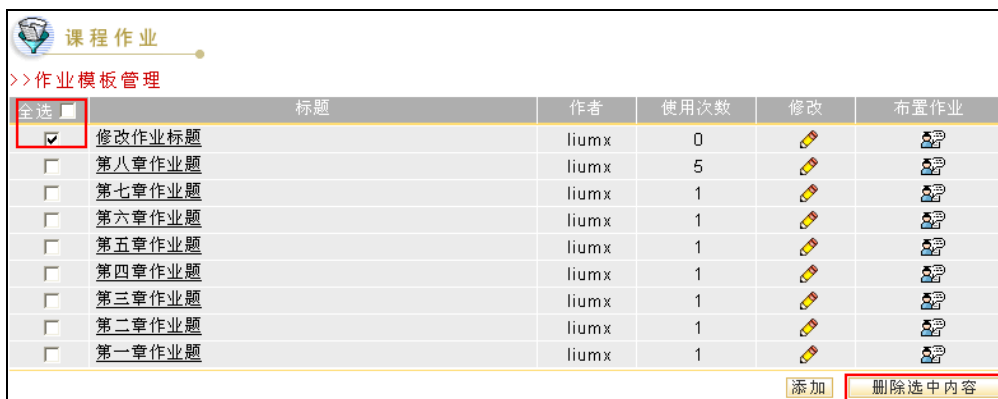 课程作业
>>作业模板管理
全选 标题 作者 使用次数 修改 布置作业
修改作业标题 liumx 0
第八章作业题 liumx 5
第七章作业题 liumx 1
第六章作业题 liumx 1
第五章作业题 liumx 1
第四章作业题 liumx 1
第三章作业题 liumx 1
第二章作业题 liumx 1
第一章作业题 liumx 1
添加 删除选中内容